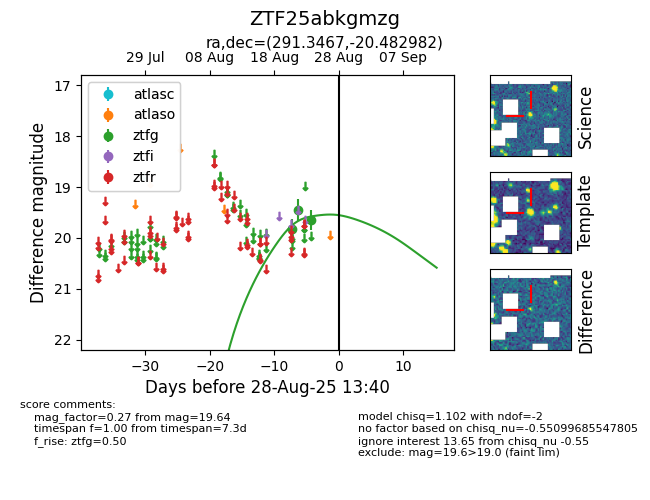 ZTF25abkgmzg
ra,dec=(291.3467,-20.482982)
29 Jul 08 Aug 18 Aug 28 Aug 07 Sep
17
18
19
20
21
22
Difference magnitude
atlasc
atlaso
ztfg
ztfi
ztfr
−30 −20 −10 0 10
Days before 28-Aug-25 13:40
Science
Template
Difference
score comments:
mag_factor=0.27 from mag=19.64
timespan f=1.00 from timespan=7.3d
f_rise: ztfg=0.50
model chisq=1.102 with ndof=-2
no factor based on chisq_nu=-0.55099685547805
ignore interest 13.65 from chisq_nu -0.55
exclude: mag=19.6>19.0 (faint lim)